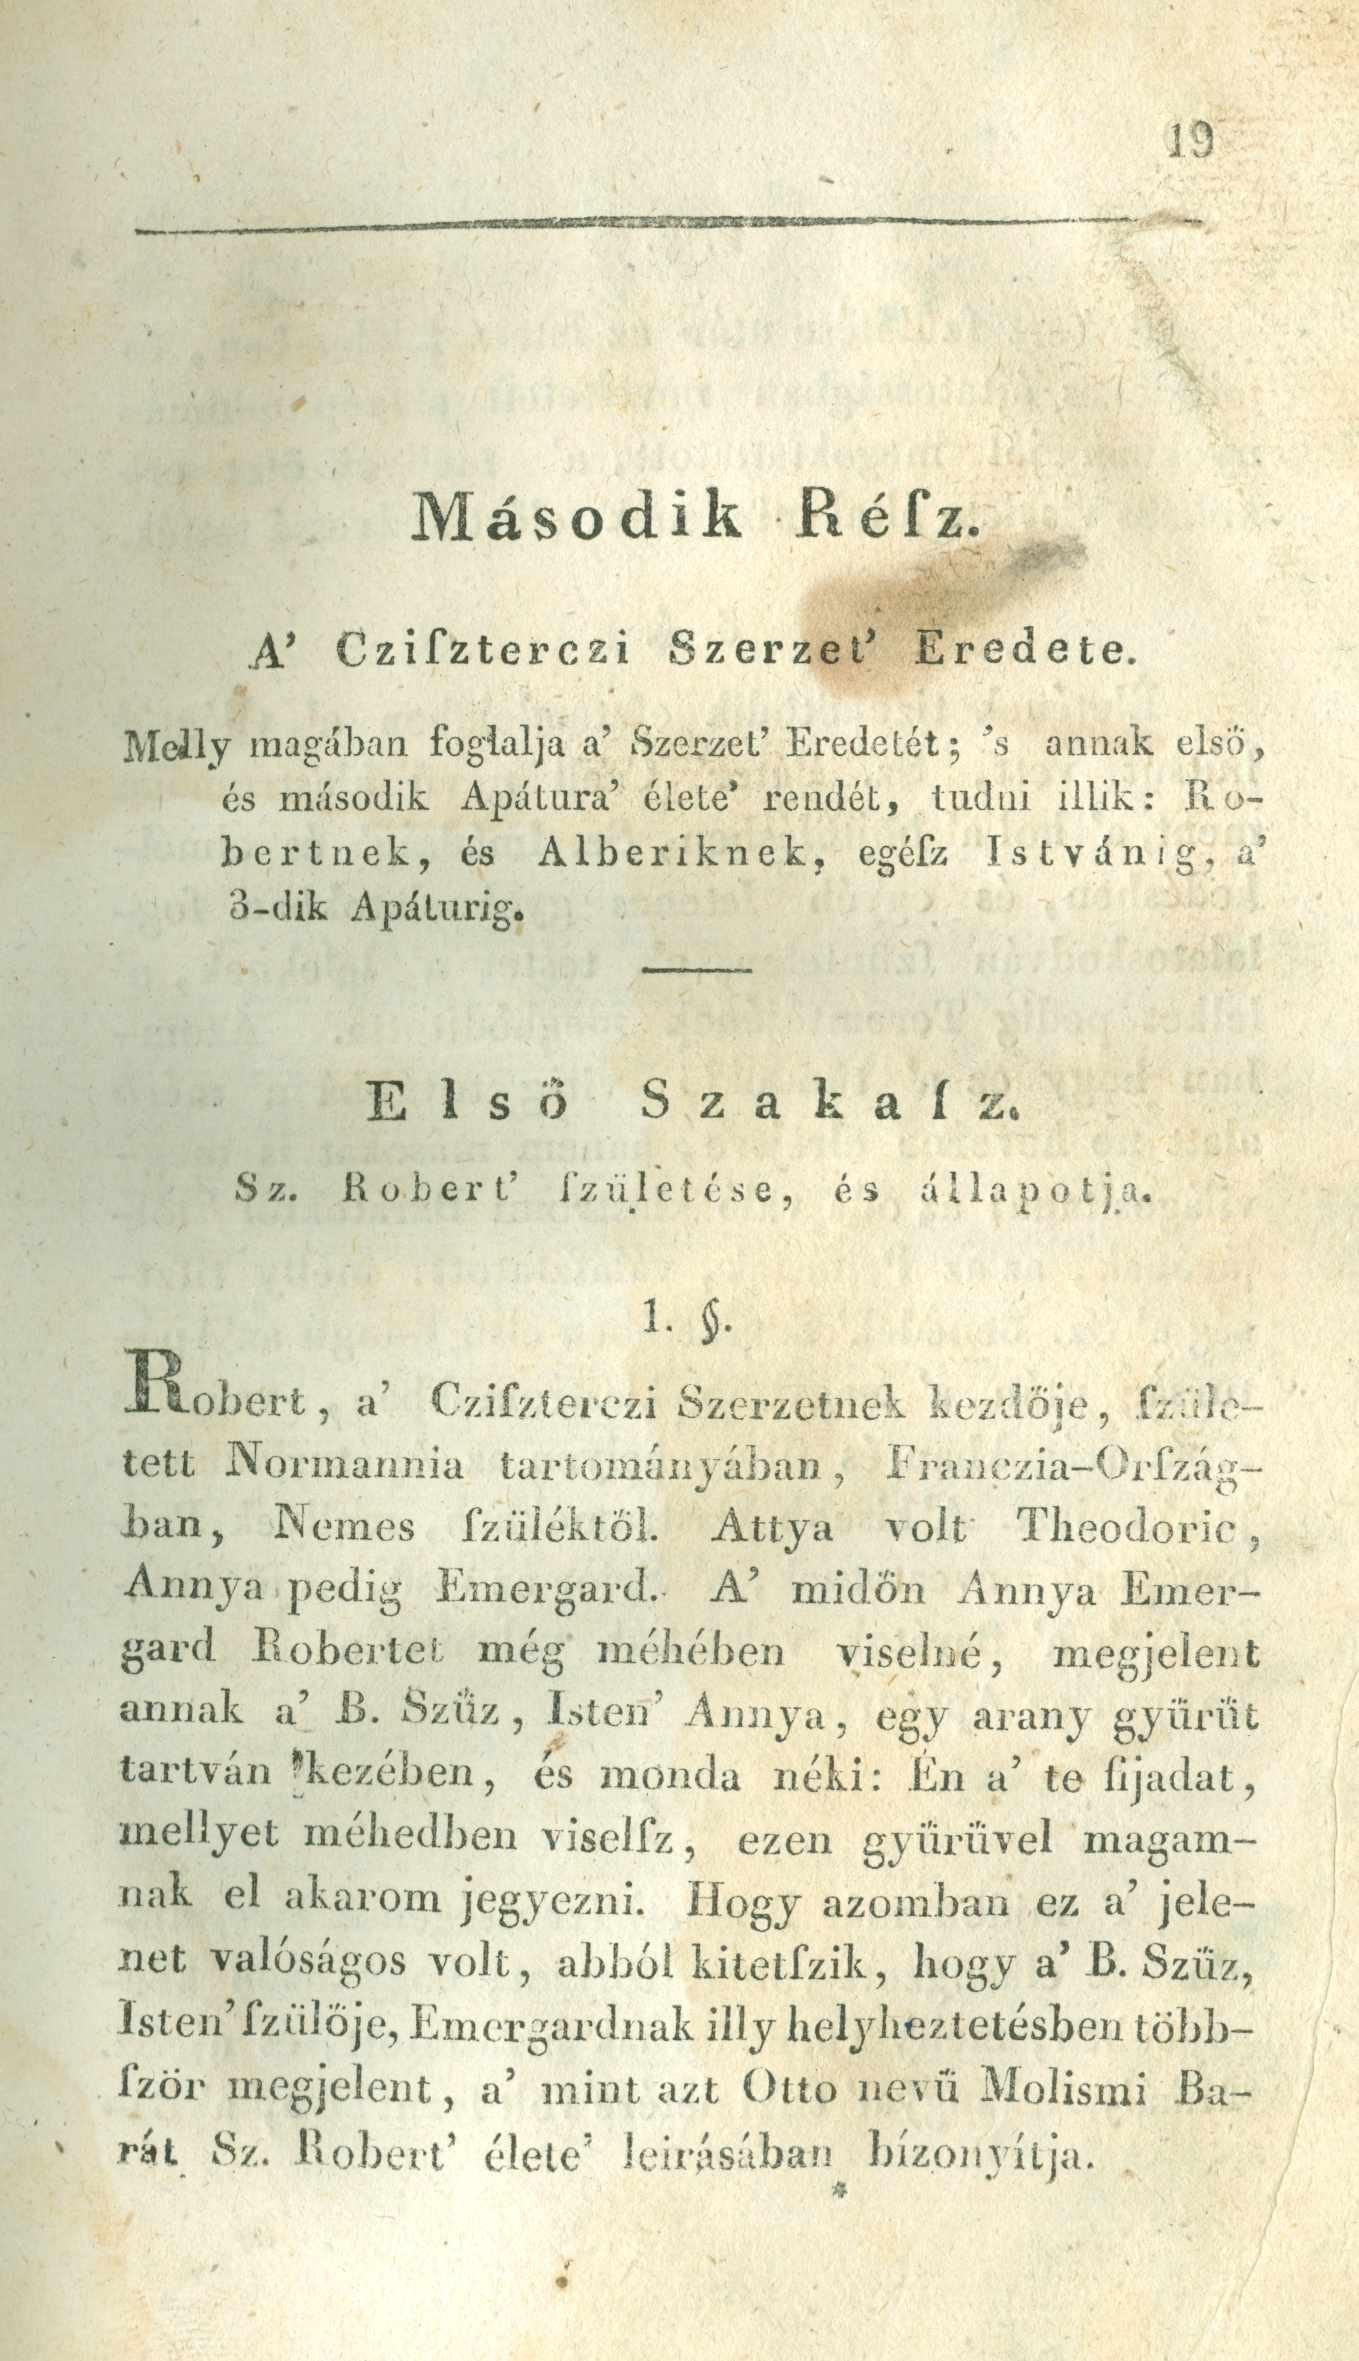 19
Második Réſz.
A' Cziſzterczi Szerzet' Eredete.
Melly magában foglalja a' Szerzet' Eredetét; 's annak első,
és második Apátura' élete' rendét, tudni illik: Ro-
bertnek, és Alberiknek, egéſz Istvánig, a'
3-dik Apáturig.
Első Szakaſz.
Sz. Robert' ſzületése, és állapotja.
1. §.
Robert, a' Cziſzterczi Szerzetnek kezdője, ſzüle-
tett Normannia tartományában, Franczia-Orſzág-
ban, Nemes ſzüléktől. Attya volt Theodoric,
Annya pedig Emergard. A' midőn Annya Emer-
gard Robertet még méhében viselné, megjelent
annak a' B. Szűz, Isten' Annya, egy arany gyűrűt
tartván kezében, és monda néki: Én a' te fijadat,
mellyet méhedben viselſz, ezen gyűrűvel magam-
nak el akarom jegyezni. Hogy azomban ez a' jele-
net valóságos volt, abból kitetſzik, hogy a' B. Szűz,
Isten' ſzülője, Emergardnak illy helyheztetésben több-
ſzör megjelent, a' mint azt Otto nevű Molismi Ba-
rát Sz. Robert' élete' leirásában bízonyítja.
*